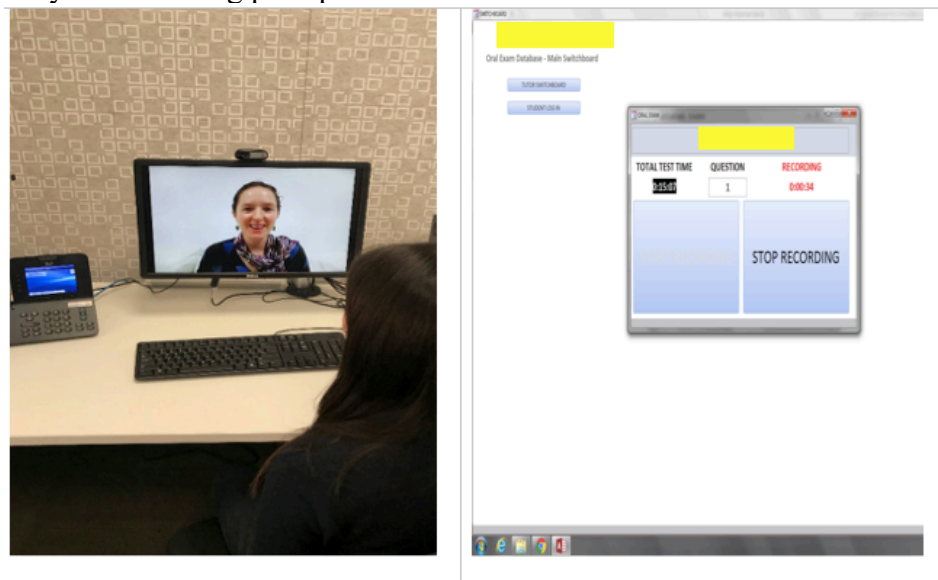 SWITCHBOARD
Oral Exam Database - Main Switchboard
TUTOR SWITCHBOARD
STUDENT LOG IN
ORAL EXAM
TOTAL TEST TIME QUESTION RECORDING
0:15:07 1 0:00:34
STOP RECORDING